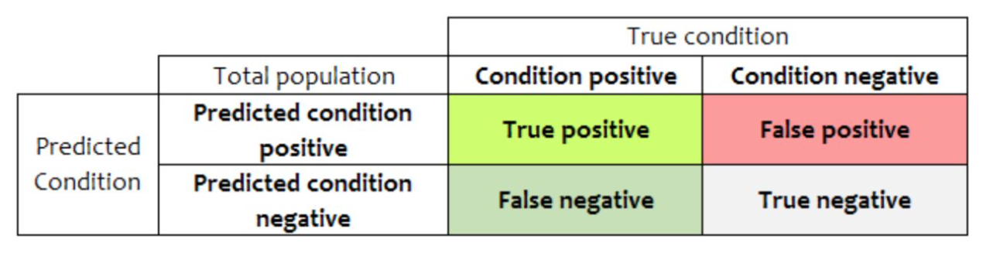 True condition
Total population
Condition positive
Condition negative
Predicted
Condition
Predicted condition
positive
True positive
False positive
Predicted condition
negative
False negative
True negative